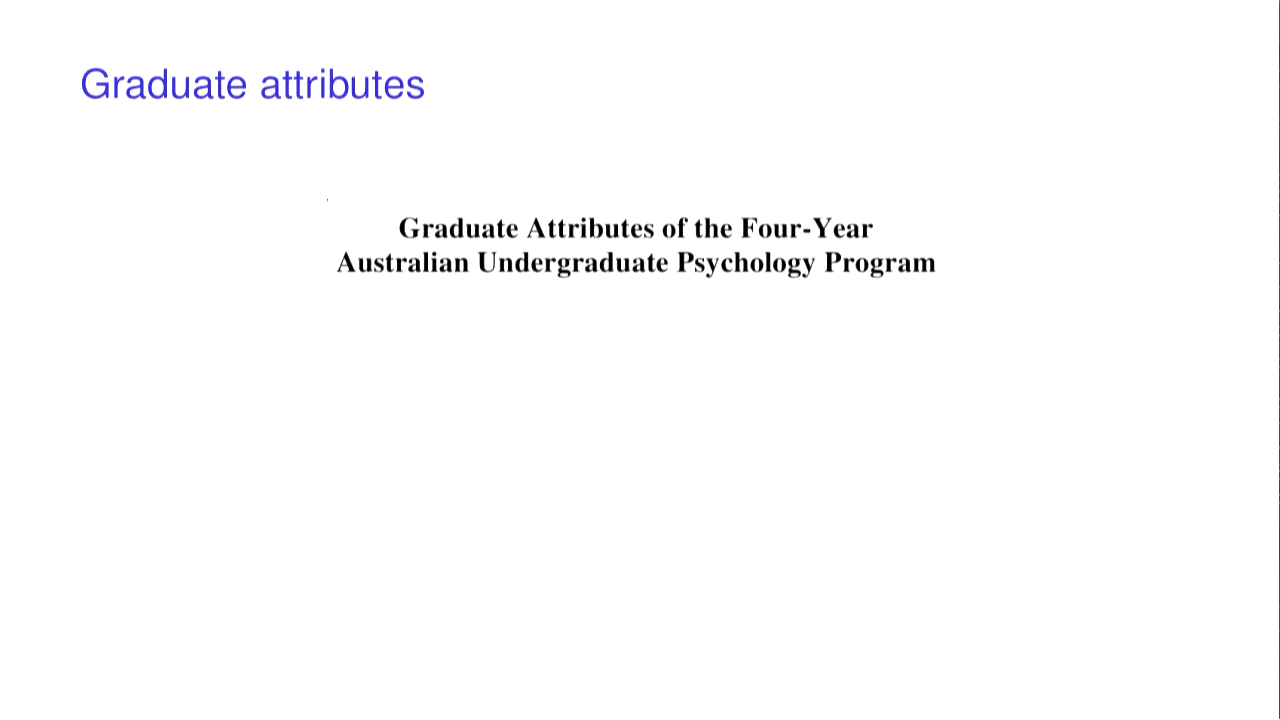 Graduate attributes
Graduate Attributes of the Four-Year
Australian Undergraduate Psychology Program